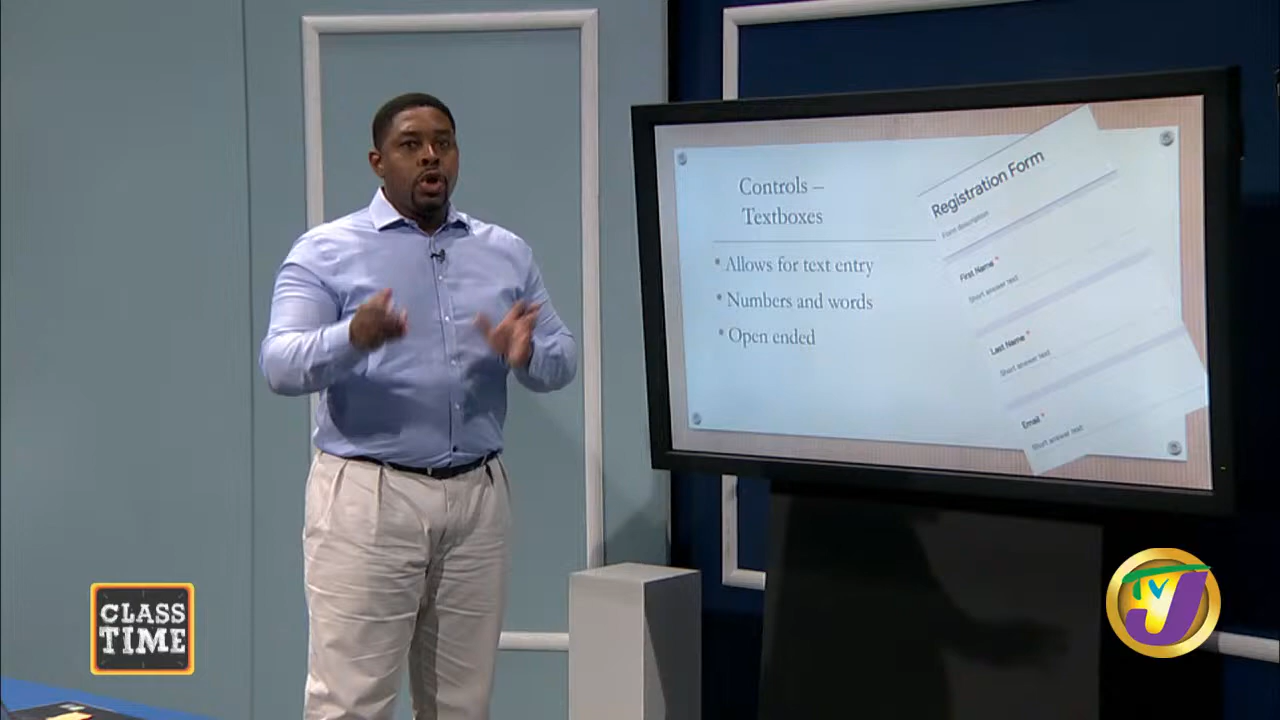 Controls –
Textboxes
• Allows for text entry
• Numbers and words
• Open ended
Registration Form
Form description
First Name *
Short answer text
Last Name *
Short answer text
Email *
Short answer text
CLASS
TIME
TVJ